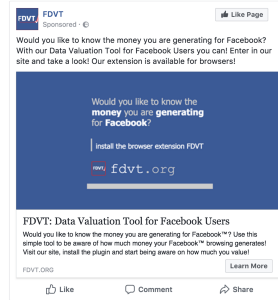 FDVT
FDVT
Sponsored ·
Like Page
Would you like to know the money you are generating for Facebook?
With our Data Valuation Tool for Facebook Users you can! Enter in our
site and take a look! Our extension is available for browsers!
Would you like to know the
money you are generating
for Facebook?
install the browser extension FDVT
FDVT fdvt.org
FDVT: Data Valuation Tool for Facebook Users
Would you like to know the money you are generating for Facebook™? Use this
simple tool to be aware of how much money your Facebook™ browsing generates!
Visit our site, install the plugin and start being aware on how much you value!
FDVT.ORG
Learn More
Like
Comment
Share